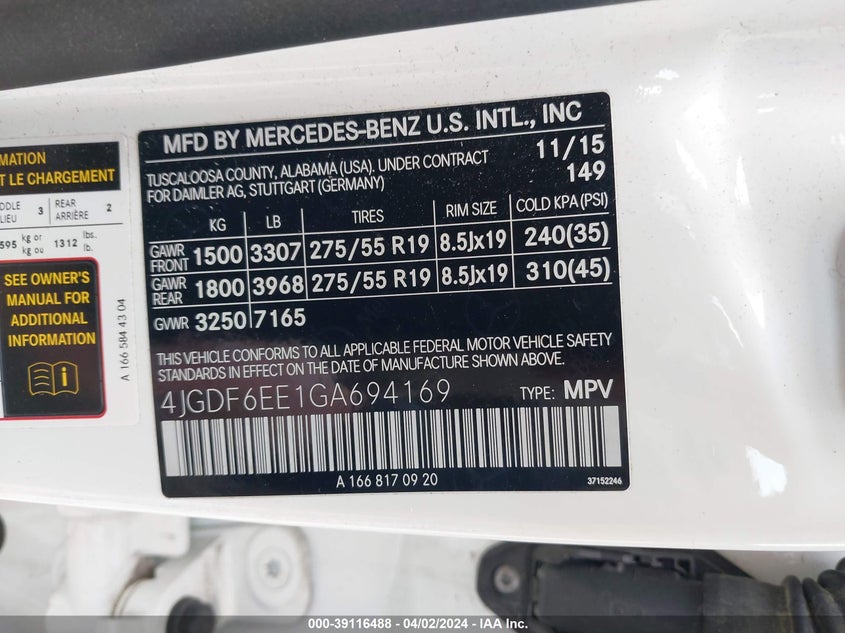 MATION
T LE CHARGEMENT
DDLE
LIEU 3
REAR
ARRIÈRE 2
595 kg or
kg ou 1312 lbs.
lb.
SEE OWNER'S
MANUAL FOR
ADDITIONAL
INFORMATION
A 166 584 43 04
MFD BY MERCEDES-BENZ U.S. INTL., INC
TUSCALOOSA COUNTY, ALABAMA (USA). UNDER CONTRACT 11/15
FOR DAIMLER AG, STUTTGART (GERMANY) 149
KG LB TIRES RIM SIZE COLD KPA (PSI)
GAWR FRONT 1500 3307 275/55 R19 8.5Jx19 240(35)
GAWR REAR 1800 3968 275/55 R19 8.5Jx19 310(45)
GVWR 3250 7165
THIS VEHICLE CONFORMS TO ALL APPLICABLE FEDERAL MOTOR VEHICLE SAFETY
STANDARDS IN EFFECT ON THE DATE OF MANUFACTURE SHOWN ABOVE.
4JGDF6EE1GA694169 TYPE: MPV
A 166 817 09 20
37152246
000-39116488 - 04/02/2024 - IAA Inc.